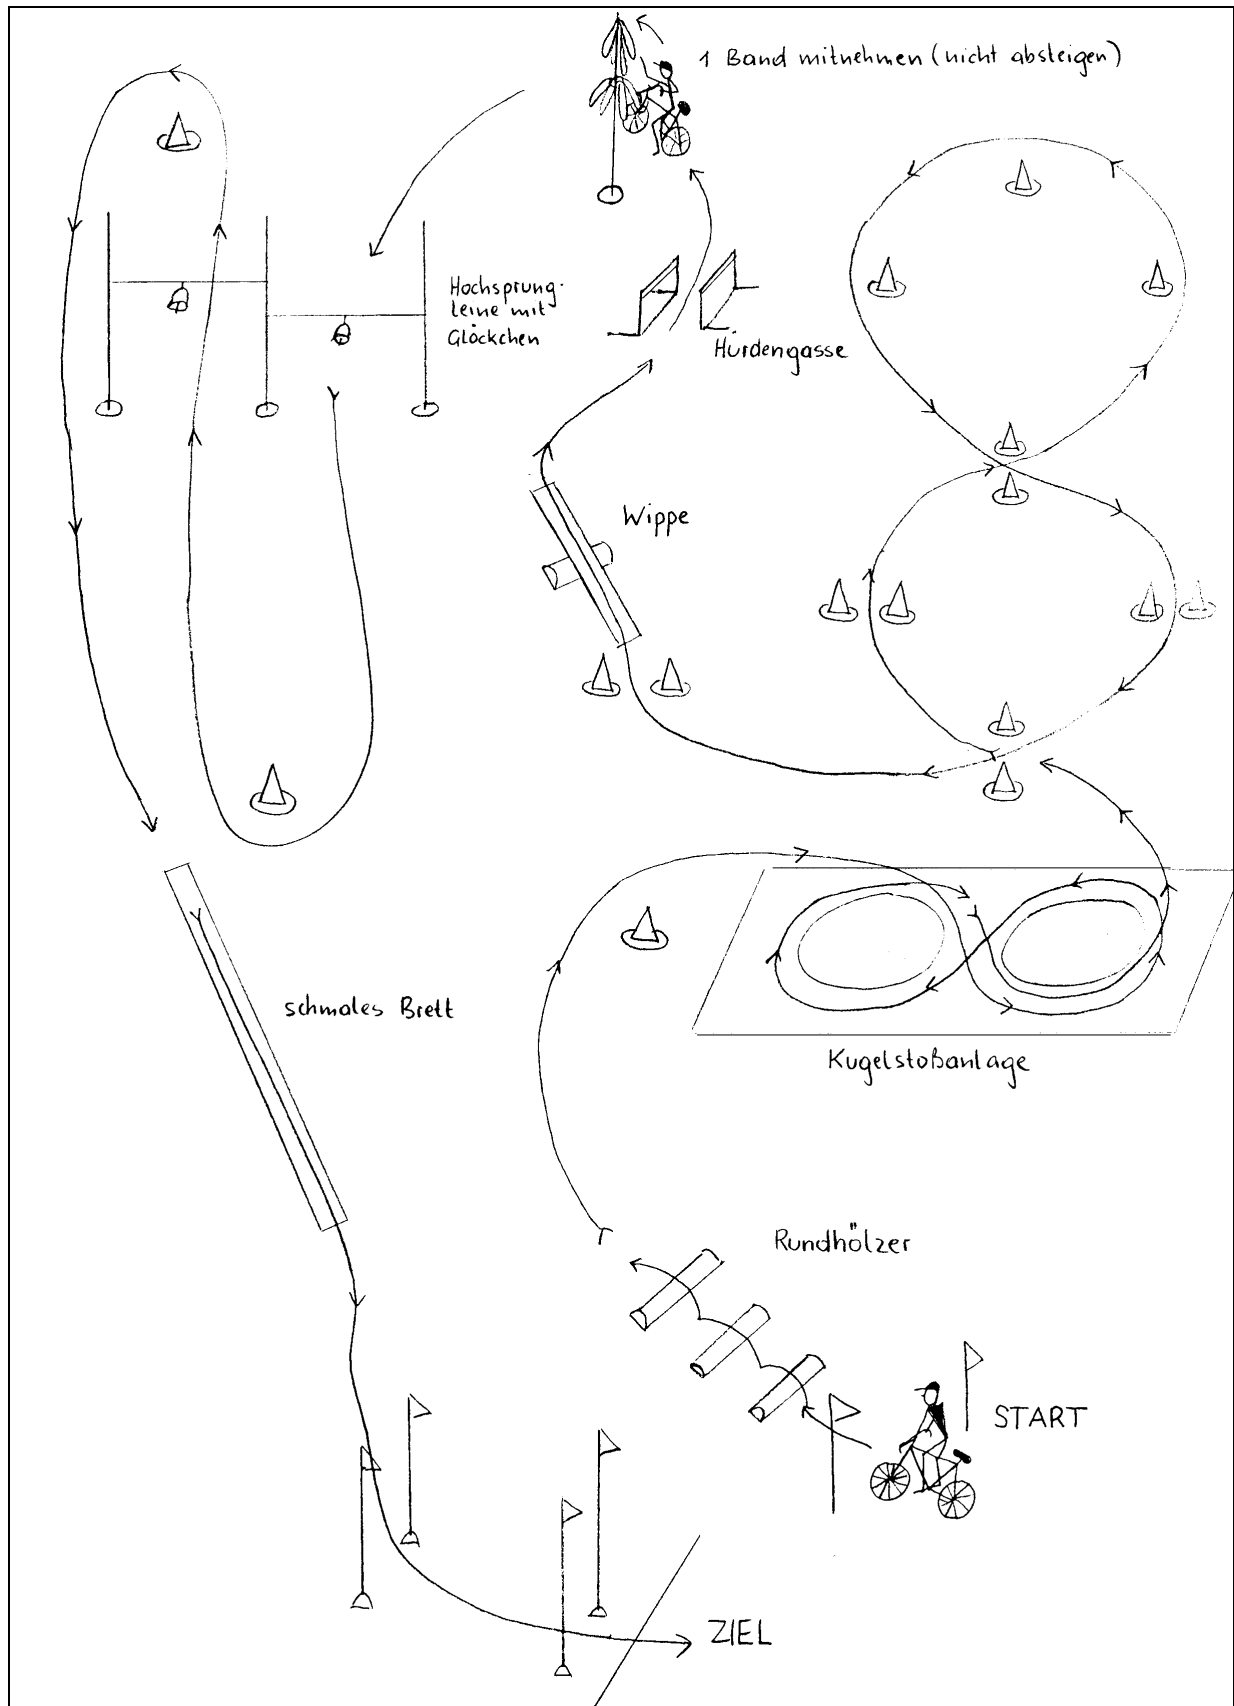 1 Band mitnehmen (nicht absteigen)
Hochsprung-
leine mit
Glöckchen
Hürdengasse
Wippe
schmales Brett
Kugelstoßanlage
Rundhölzer
START
ZIEL